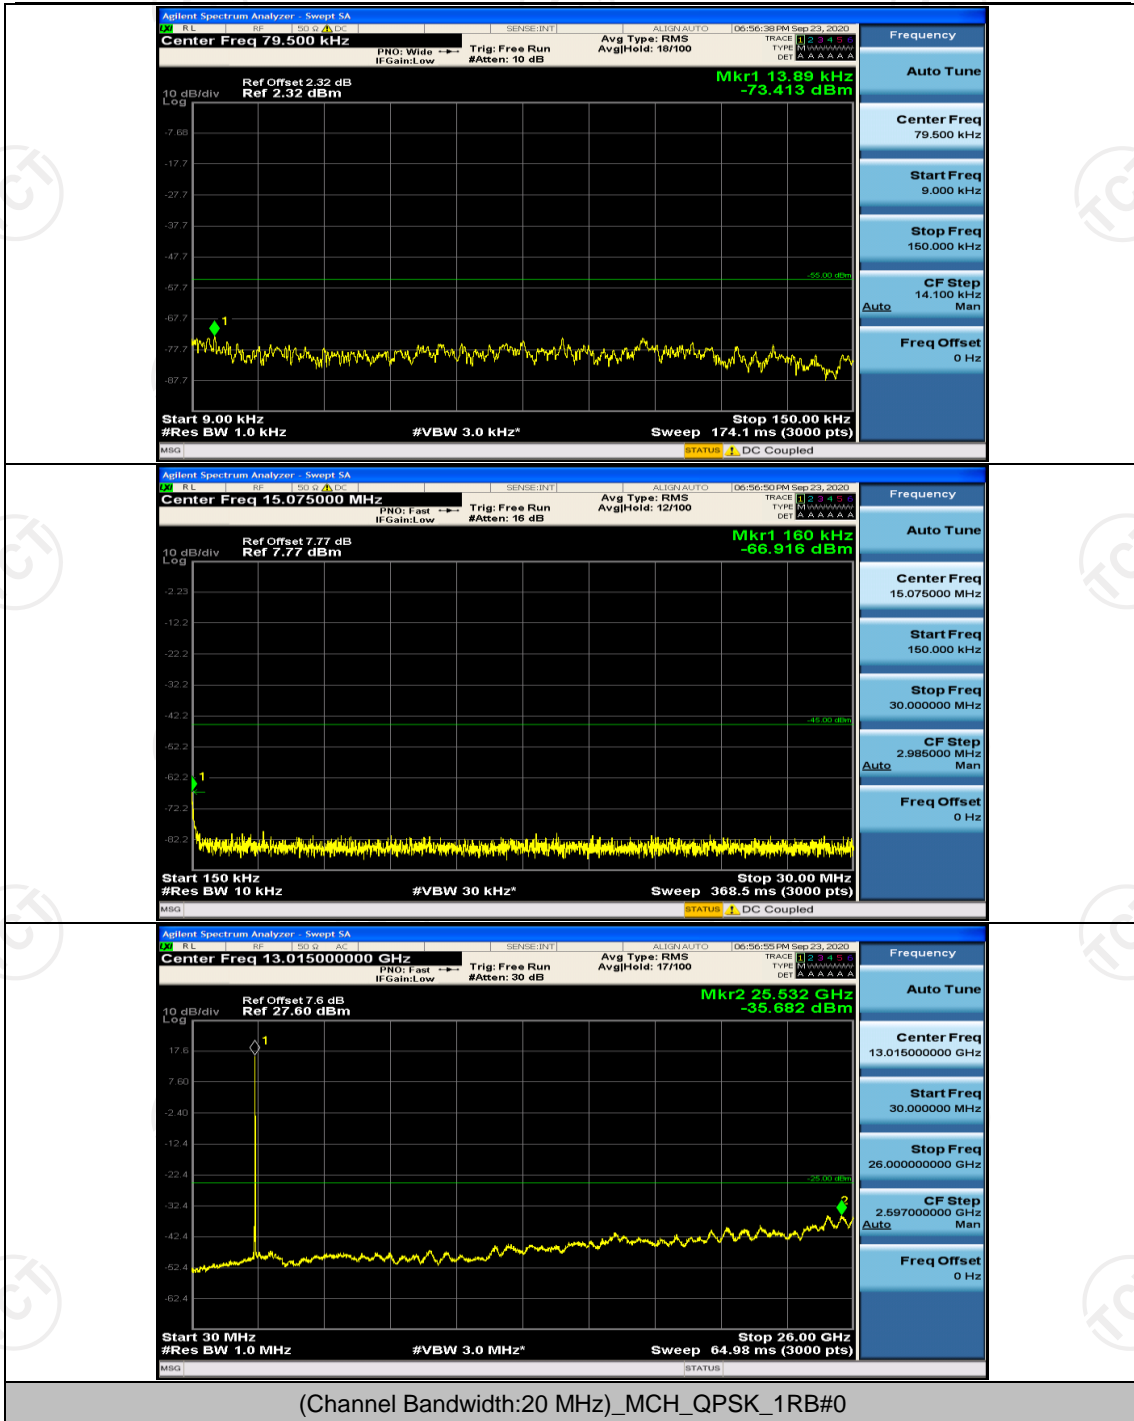 Agilent Spectrum Analyzer - Swept SA
LXI RL RF 50 Ω DC SENSE:INT ALIGN AUTO 06:56:38 PM Sep 23, 2020
Center Freq 79.500 kHz
PNO: Wide Trig: Free Run Avg Type: RMS TRACE 1 2 3 4 5 6
IFGain:Low #Atten: 10 dB Avg|Hold: 18/100 TYPE M
DET A A A A A A
Frequency
Ref Offset 2.32 dB
10 dB/div Ref 2.32 dBm
Log
Mkr1 13.89 kHz
-73.413 dBm
-7.68
-17.7
-27.7
-37.7
-47.7
-57.7
-67.7
-77.7
-87.7
-55.00 dBm
1
Start 9.00 kHz Stop 150.00 kHz
#Res BW 1.0 kHz #VBW 3.0 kHz* Sweep 174.1 ms (3000 pts)
MSG STATUS DC Coupled
Auto Tune
Center Freq
79.500 kHz
Start Freq
9.000 kHz
Stop Freq
150.000 kHz
CF Step
14.100 kHz
Auto Man
Freq Offset
0 Hz
Agilent Spectrum Analyzer - Swept SA
LXI RL RF 50 Ω DC SENSE:INT ALIGN AUTO 06:56:50 PM Sep 23, 2020
Center Freq 15.075000 MHz
PNO: Fast Trig: Free Run Avg Type: RMS TRACE 1 2 3 4 5 6
IFGain:Low #Atten: 16 dB Avg|Hold: 12/100 TYPE M
DET A A A A A A
Frequency
Ref Offset 7.77 dB
10 dB/div Ref 7.77 dBm
Log
Mkr1 160 kHz
-66.916 dBm
-2.23
-12.2
-22.2
-32.2
-42.2
-52.2
-62.2
-72.2
-82.2
-45.00 dBm
1
Start 150 kHz Stop 30.00 MHz
#Res BW 10 kHz #VBW 30 kHz* Sweep 368.5 ms (3000 pts)
MSG STATUS DC Coupled
Auto Tune
Center Freq
15.075000 MHz
Start Freq
150.000 kHz
Stop Freq
30.000000 MHz
CF Step
2.985000 MHz
Auto Man
Freq Offset
0 Hz
Agilent Spectrum Analyzer - Swept SA
LXI RL RF 50 Ω AC SENSE:INT ALIGN AUTO 06:56:55 PM Sep 23, 2020
Center Freq 13.015000000 GHz
PNO: Fast Trig: Free Run Avg Type: RMS TRACE 1 2 3 4 5 6
IFGain:Low #Atten: 30 dB Avg|Hold: 17/100 TYPE M
DET A A A A A A
Frequency
Ref Offset 7.6 dB
10 dB/div Ref 27.60 dBm
Log
Mkr2 25.532 GHz
-35.682 dBm
17.6
7.60
-2.40
-12.4
-22.4
-32.4
-42.4
-52.4
-62.4
-25.00 dBm
1
2
Start 30 MHz Stop 26.00 GHz
#Res BW 1.0 MHz #VBW 3.0 MHz* Sweep 64.98 ms (3000 pts)
MSG STATUS
Auto Tune
Center Freq
13.015000000 GHz
Start Freq
30.000000 MHz
Stop Freq
26.000000000 GHz
CF Step
2.597000000 GHz
Auto Man
Freq Offset
0 Hz
(Channel Bandwidth:20 MHz)_MCH_QPSK_1RB#0